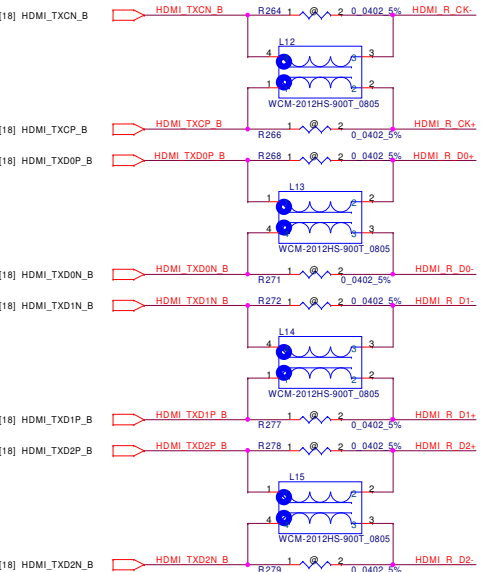 [18] HDMI_TXCN_B HDMI_TXCN_B R264 1 @ 2 0_0402_5% HDMI_R_CK-
L12
4 3
1 2
WCM-2012HS-900T_0805
[18] HDMI_TXCP_B HDMI_TXCP_B R266 1 @ 2 0_0402_5% HDMI_R_CK+
[18] HDMI_TXD0P_B HDMI_TXD0P_B R268 1 @ 2 0_0402_5% HDMI_R_D0+
L13
1 2
4 3
WCM-2012HS-900T_0805
[18] HDMI_TXD0N_B HDMI_TXD0N_B R271 1 @ 2 0_0402_5% HDMI_R_D0-
[18] HDMI_TXD1N_B HDMI_TXD1N_B R272 1 @ 2 0_0402_5% HDMI_R_D1-
L14
4 3
1 2
WCM-2012HS-900T_0805
[18] HDMI_TXD1P_B HDMI_TXD1P_B R277 1 @ 2 0_0402_5% HDMI_R_D1+
[18] HDMI_TXD2P_B HDMI_TXD2P_B R278 1 @ 2 0_0402_5% HDMI_R_D2+
L15
1 2
4 3
WCM-2012HS-900T_0805
[18] HDMI_TXD2N_B HDMI_TXD2N_B R279 1 @ 2 0_0402_5% HDMI_R_D2-